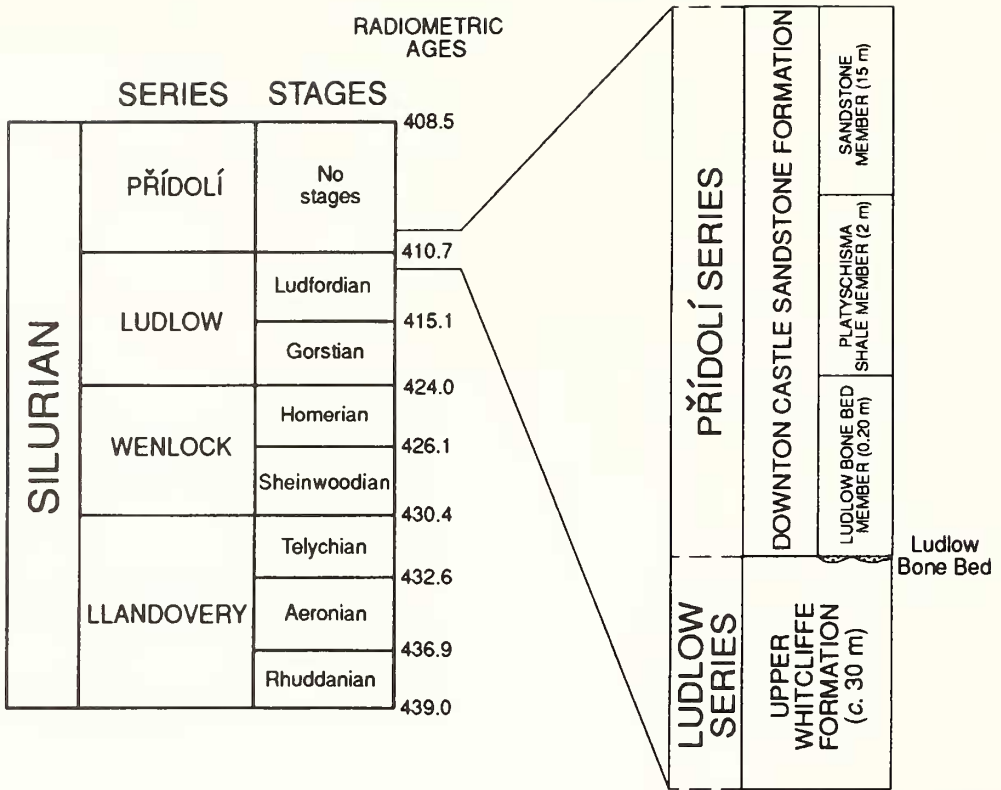 RADIOMETRIC
AGES
SERIES STAGES
408.5
SILURIAN
PŘÍDOLÍ
No
stages
410.7
LUDLOW
Ludfordian
415.1
Gorstian
424.0
WENLOCK
Homerian
426.1
Sheinwoodian
430.4
LLANDOVERY
Telychian
432.6
Aeronian
436.9
Rhuddanian
439.0
PŘÍDOLÍ SERIES
DOWNTON CASTLE SANDSTONE FORMATION
SANDSTONE
MEMBER (15 m)
PLATYSCHISMA
SHALE MEMBER (2 m)
LUDLOW BONE BED
MEMBER (0.20 m)
Ludlow
Bone Bed
LUDLOW
SERIES
UPPER
WHITCLIFFE
FORMATION
(c. 30 m)